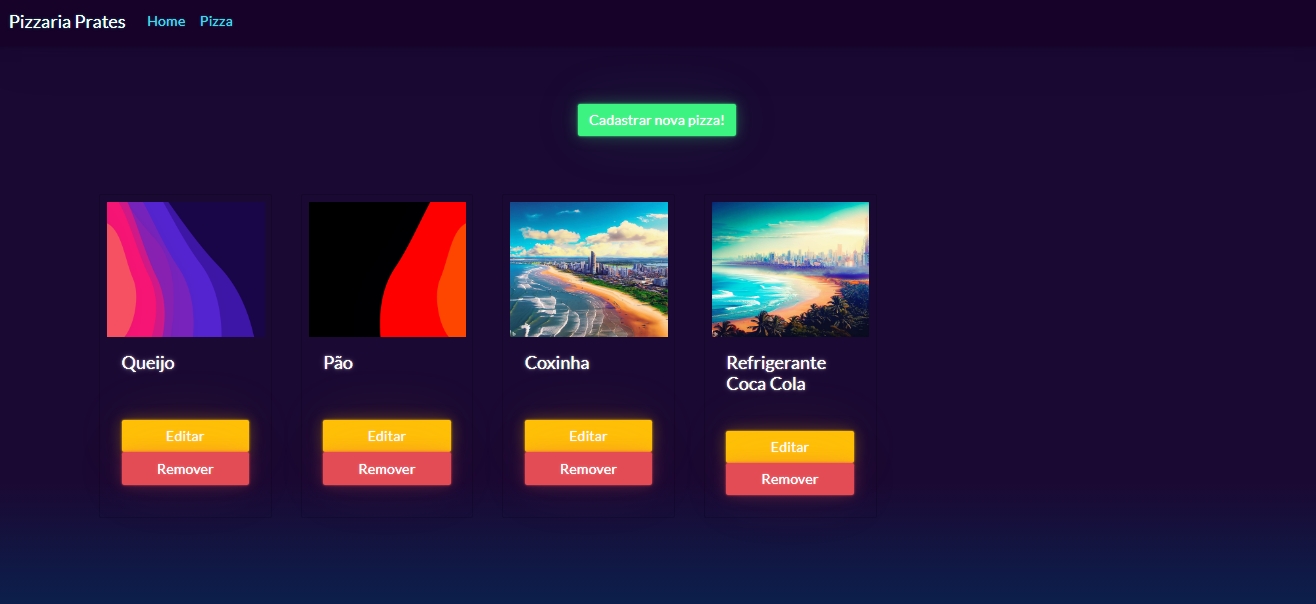 Pizzaria Prates Home Pizza
Cadastrar nova pizza!
Queijo
Editar
Remover
Pão
Editar
Remover
Coxinha
Editar
Remover
Refrigerante
Coca Cola
Editar
Remover